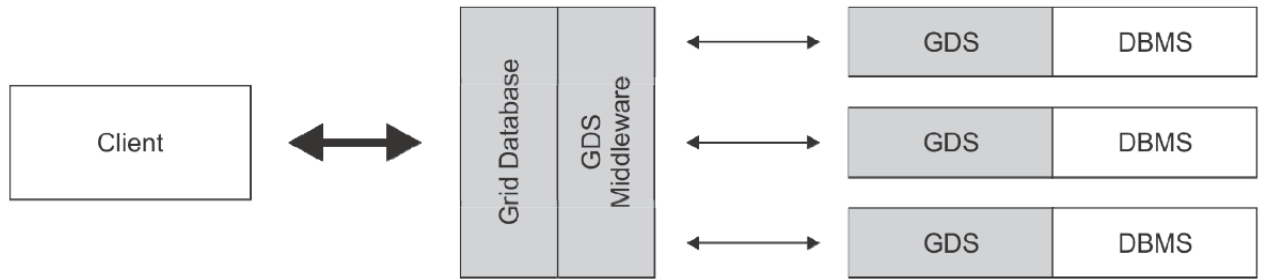 Client
Grid Database
GDS
Middleware
GDS DBMS
GDS DBMS
GDS DBMS